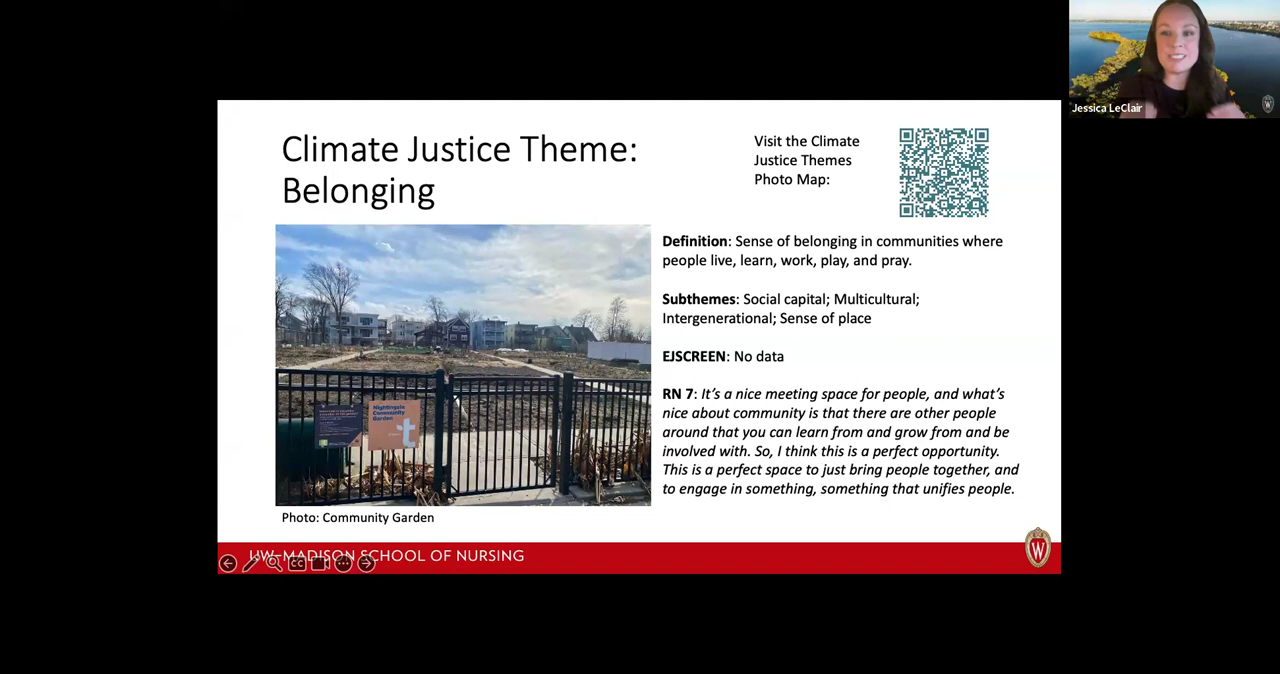 Jessica LeClair
Climate Justice Theme:
Belonging
Visit the Climate
Justice Themes
Photo Map:
Definition: Sense of belonging in communities where
people live, learn, work, play, and pray.
Subthemes: Social capital; Multicultural;
Intergenerational; Sense of place
EJSCREEN: No data
RN 7: It’s a nice meeting space for people, and what’s
nice about community is that there are other people
around that you can learn from and grow from and be
involved with. So, I think this is a perfect opportunity.
This is a perfect space to just bring people together, and
to engage in something, something that unifies people.
Nightingale
Community
Garden
t
Photo: Community Garden
UW–MADISON SCHOOL OF NURSING
CC
W